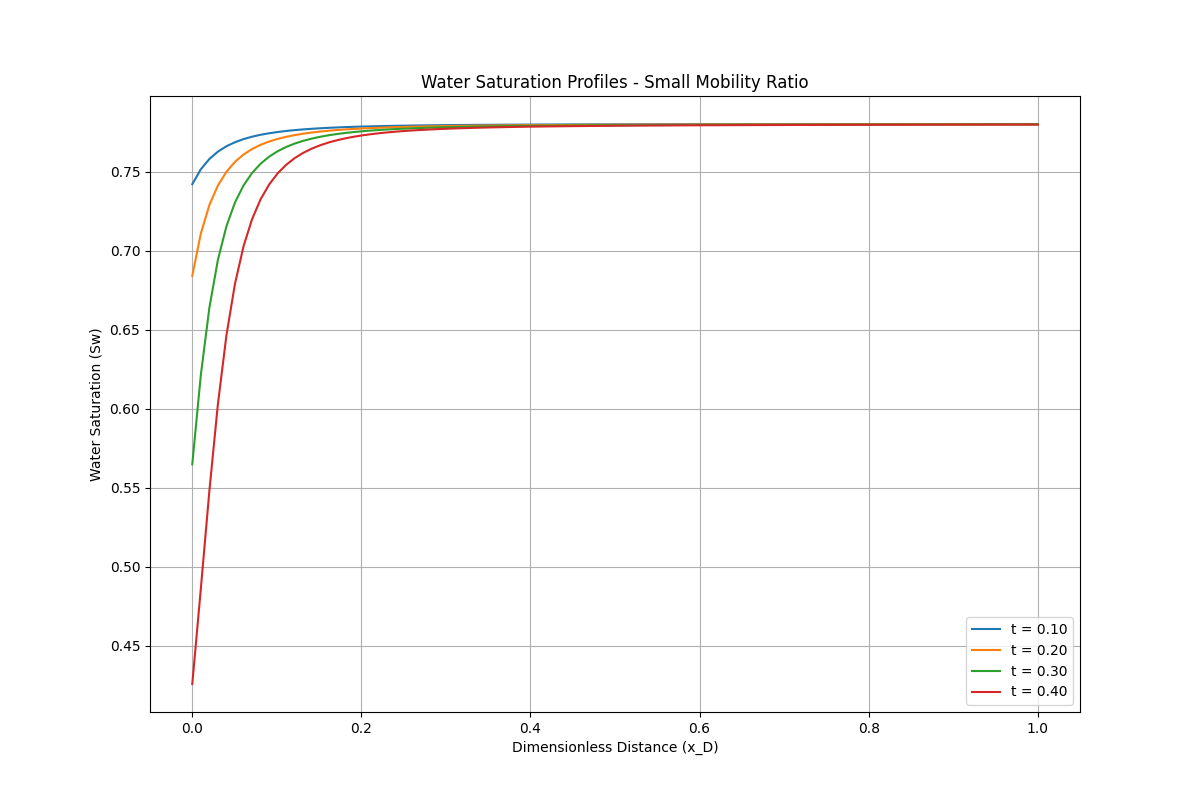 Water Saturation Profiles - Small Mobility Ratio
Water Saturation (Sw)
0.75
0.70
0.65
0.60
0.55
0.50
0.45
0.0 0.2 0.4 0.6 0.8 1.0
Dimensionless Distance (x_D)
t = 0.10
t = 0.20
t = 0.30
t = 0.40